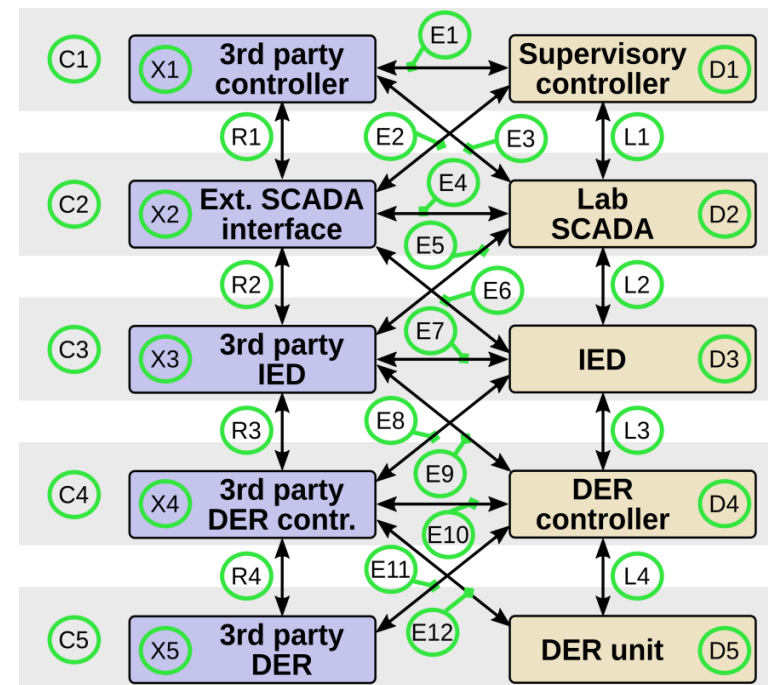 E1
C1
X1
3rd party
controller
Supervisory
controller
D1
R1
E2
E3
L1
C2
X2
Ext. SCADA
interface
E4
Lab
SCADA
D2
R2
E5
E6
L2
C3
X3
3rd party
IED
E7
IED
D3
R3
E8
E9
L3
C4
X4
3rd party
DER contr.
E10
DER
controller
D4
R4
E11
E12
L4
C5
X5
3rd party
DER
DER unit
D5